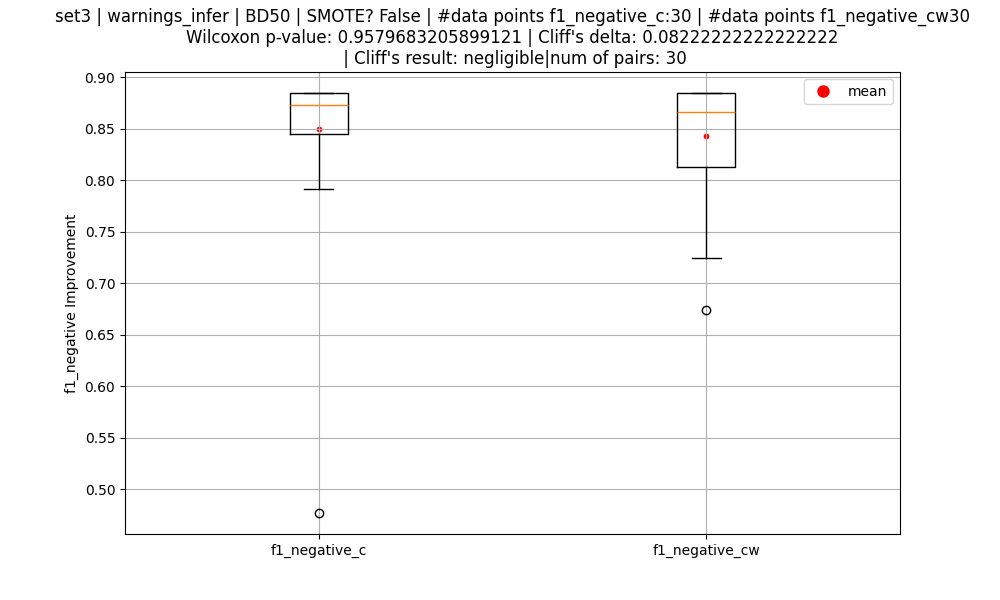 set3 | warnings_infer | BD50 | SMOTE? False | #data points f1_negative_c:30 | #data points f1_negative_cw30
Wilcoxon p-value: 0.9579683205899121 | Cliff's delta: 0.08222222222222222
| Cliff's result: negligible|num of pairs: 30
mean
0.90
0.85
0.80
0.75
0.70
0.65
0.60
0.55
0.50
f1_negative Improvement
f1_negative_c
f1_negative_cw